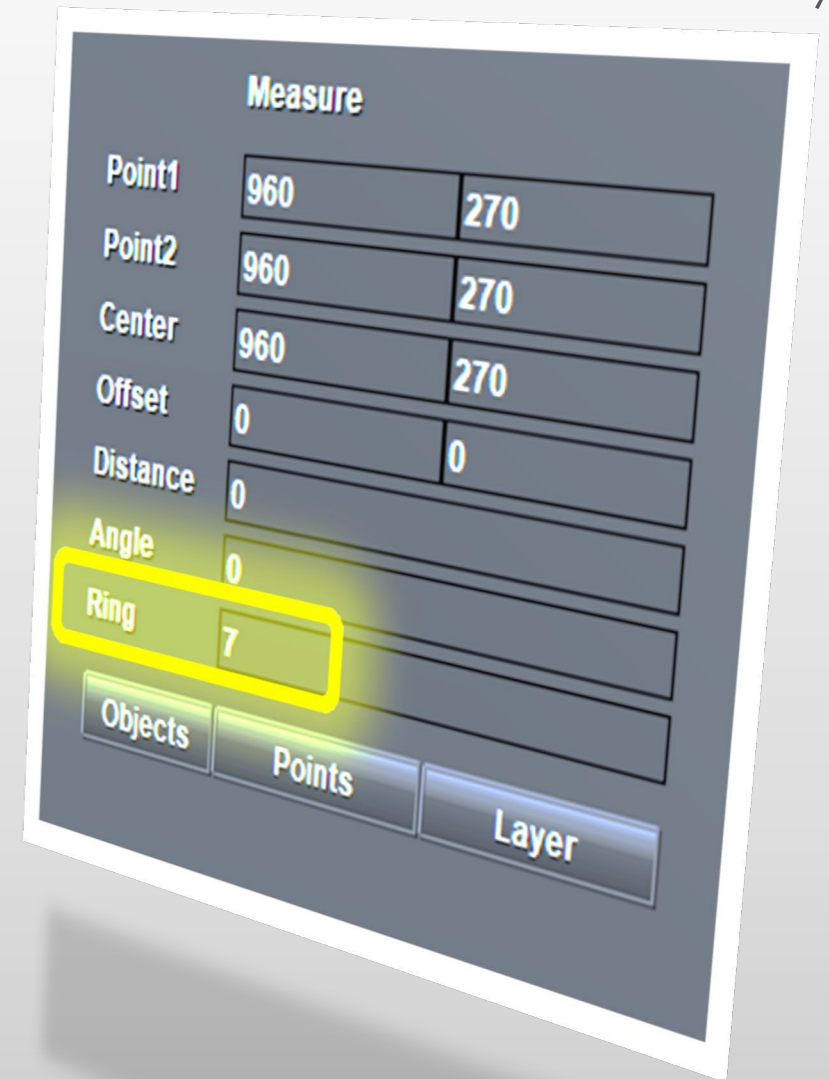 Measure
Point1 960 270
Point2 960 270
Center 960 270
Offset 0 0
Distance 0
Angle 0
Ring 7
Objects Points Layer